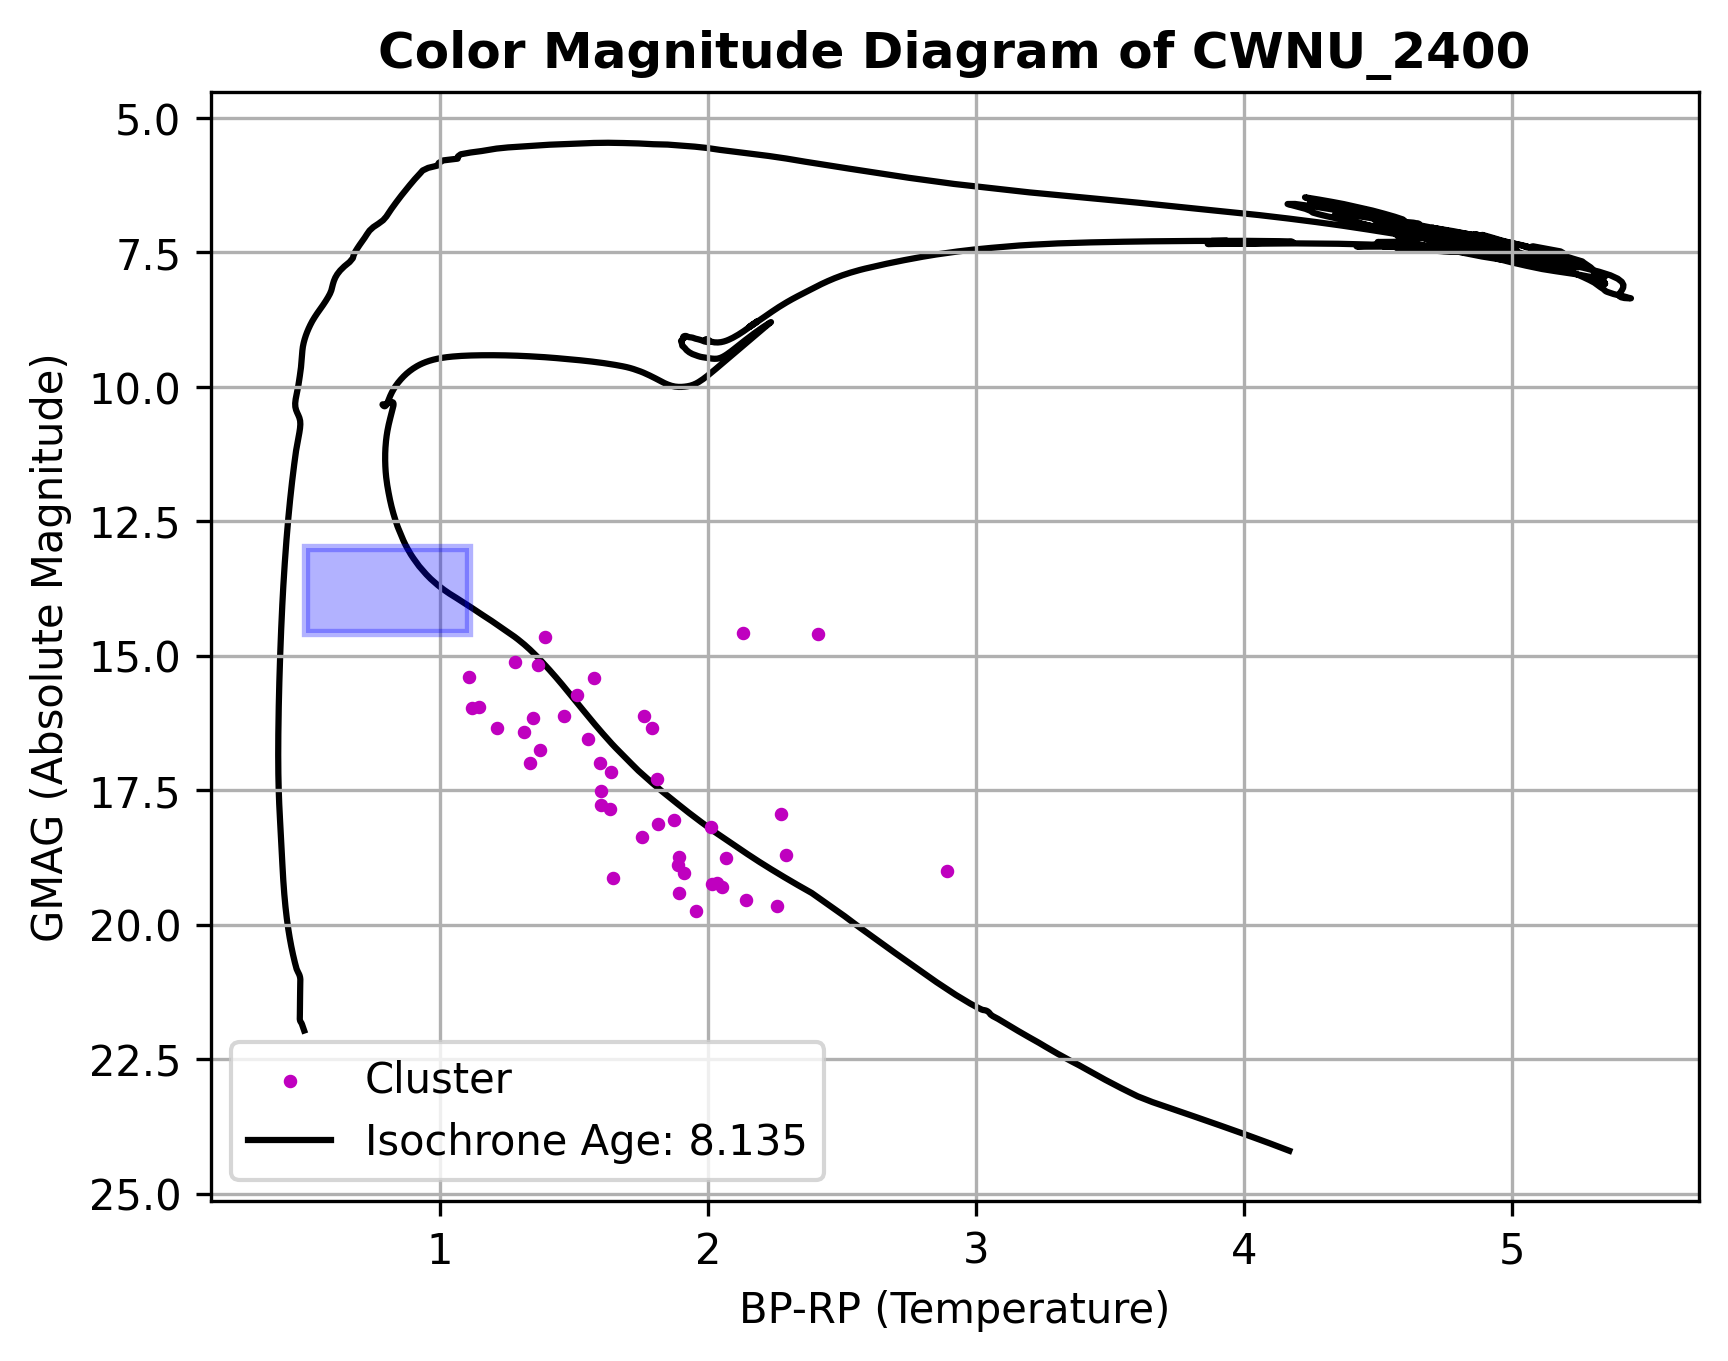 Color Magnitude Diagram of CWNU_2400
GMAG (Absolute Magnitude)
5.0
7.5
10.0
12.5
15.0
17.5
20.0
22.5
25.0
Cluster
Isochrone Age: 8.135
1 2 3 4 5
BP-RP (Temperature)